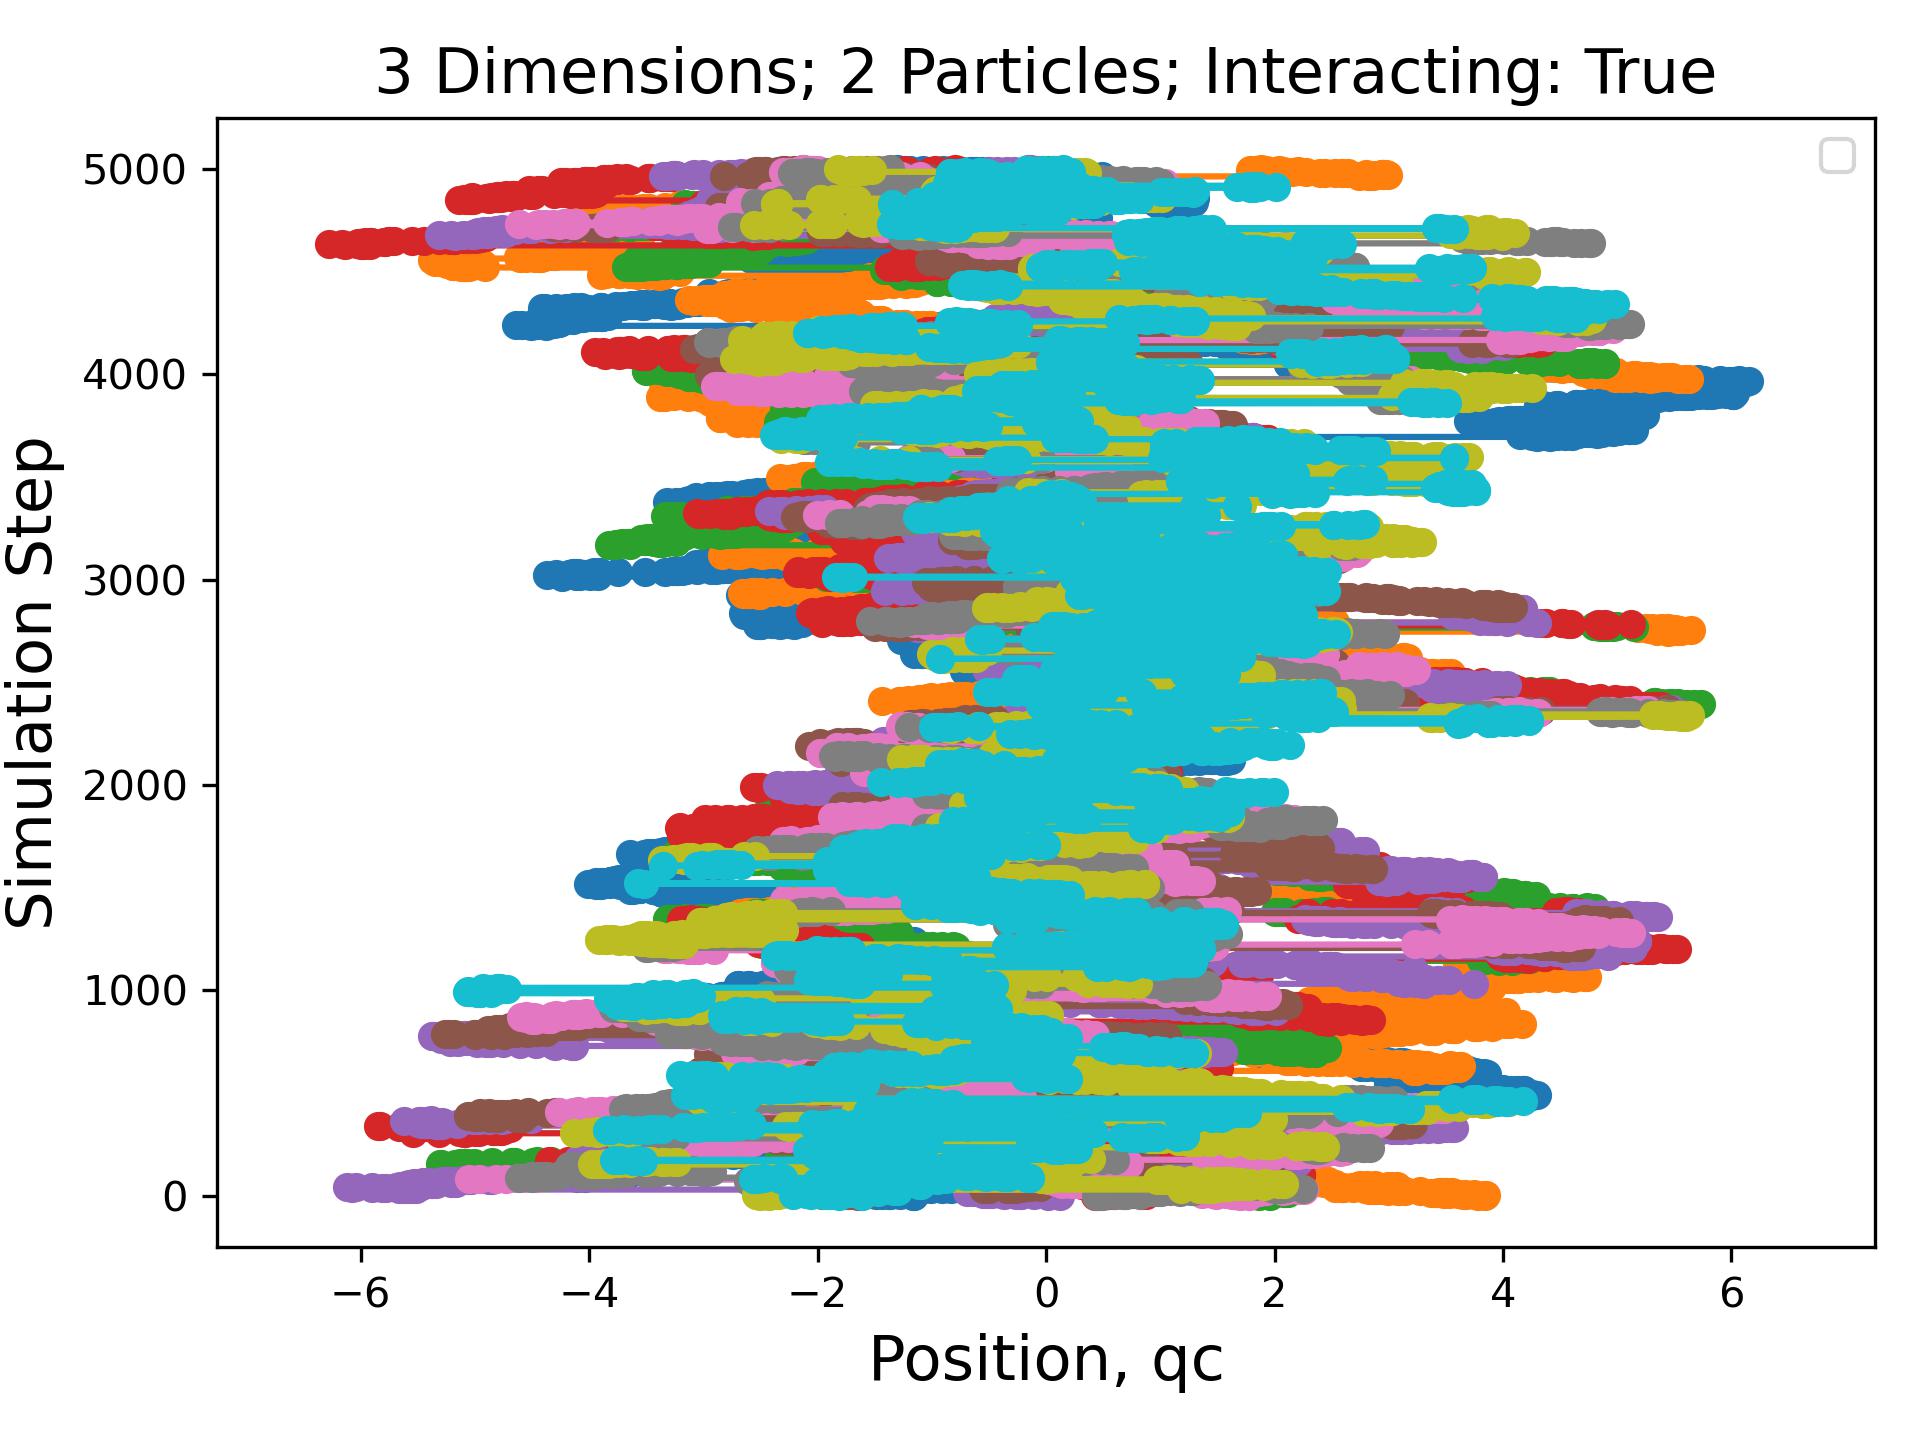 3 Dimensions; 2 Particles; Interacting: True
5000
4000
3000
2000
1000
0
Simulation Step
−6 −4 −2 0 2 4 6
Position, qc